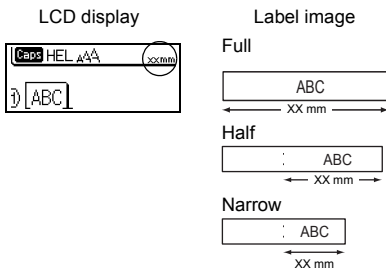 LCD display
Caps HEL AAA xxmm
1) ABC
Label image
Full
ABC
XX mm
Half
: ABC
XX mm
Narrow
: ABC
XX mm